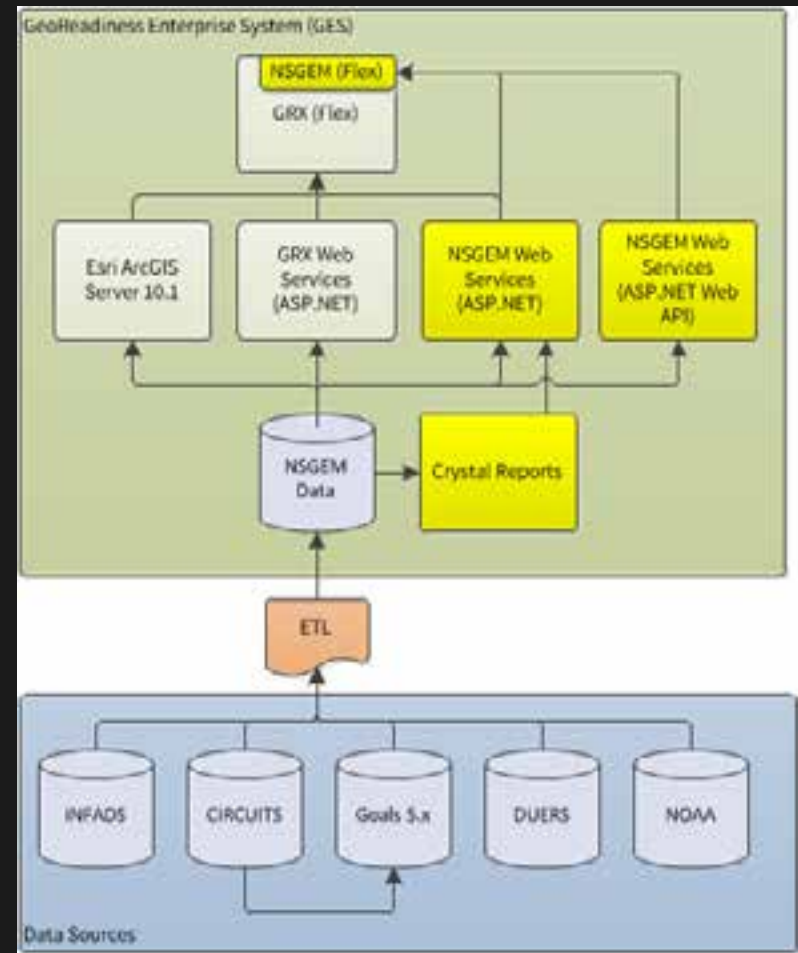 GeoReadiness Enterprise System (GES)
NSGEM (Flex)
GRX (Flex)
Esri ArcGIS
Server 10.1
GRX Web
Services
(ASP.NET)
NSGEM Web
Services
(ASP.NET)
NSGEM Web
Services
(ASP.NET Web
API)
NSGEM
Data
Crystal Reports
ETL
INFADS
CIRCUITS
Goals 5.x
DUERS
NOAA
Data Sources